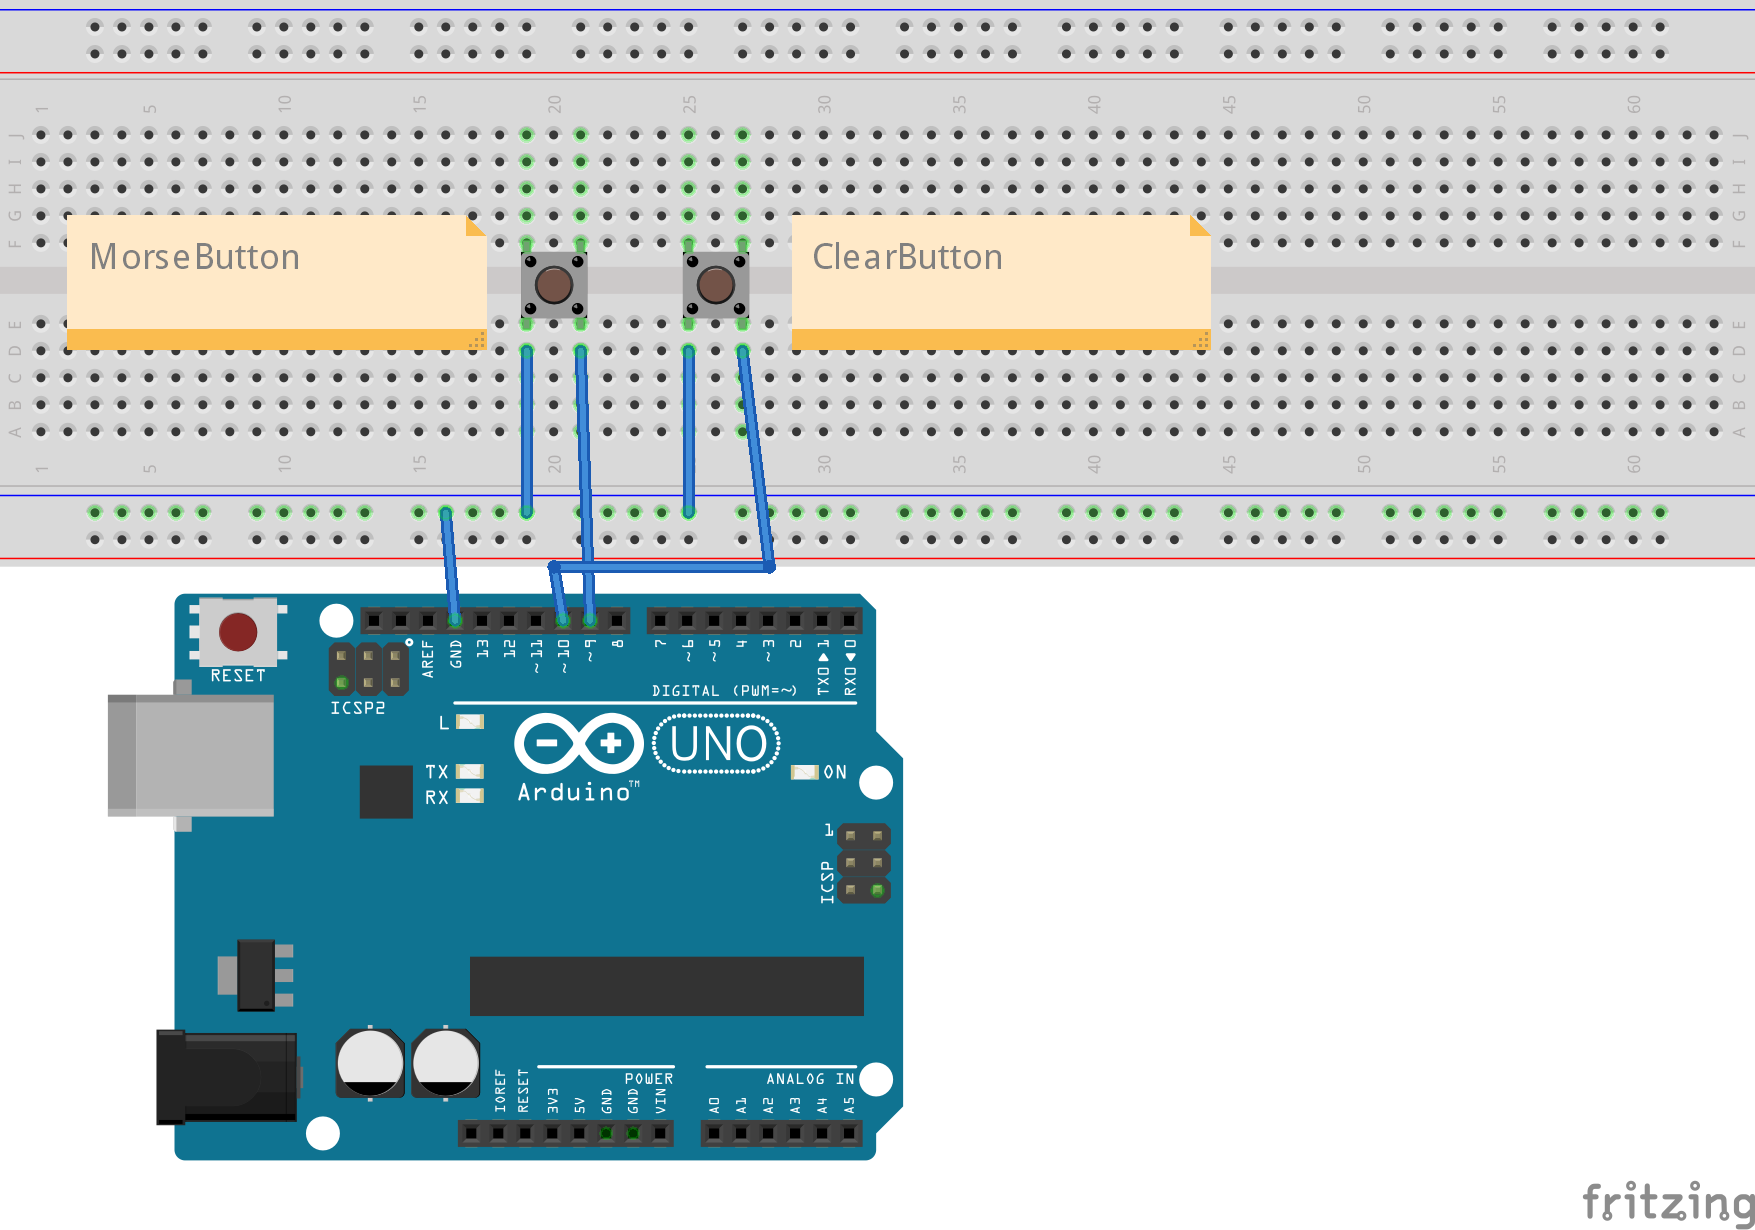 1 5 10 15 20 25 30 35 40 45 50 55 60
J J
I I
H H
G G
F F
MorseButton
ClearButton
E E
D D
C C
B B
A A
1 5 10 15 20 25 30 35 40 45 50 55 60
RESET
ICSP2
AREF
GND
13
12
~11
~10
~9
8
7
~6
~5
4
~3
2
TX0▶1
RX0◀0
DIGITAL (PWM=~)
L
TX
RX
UNO
ON
Arduino™
1
ICSP
POWER
ANALOG IN
IOREF
RESET
3V3
5V
GND
GND
VIN
A0
A1
A2
A3
A4
A5
fritzing